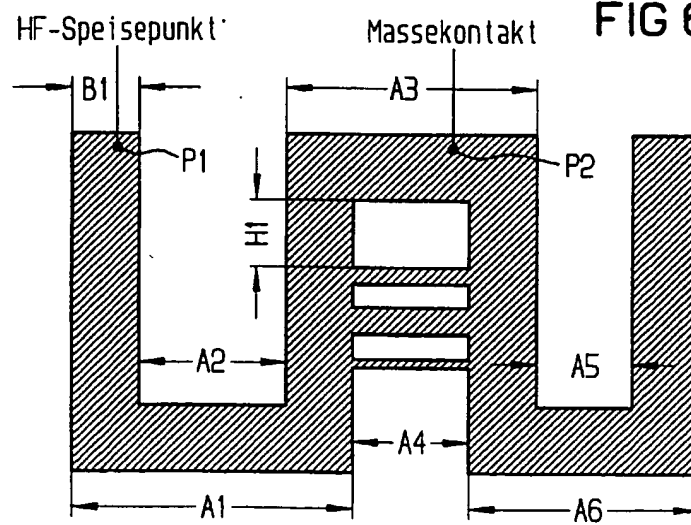 HF-Speisepunkt
Massekontakt
FIG 6
B1
A3
P1
P2
H1
A2
A5
A4
A1
A6